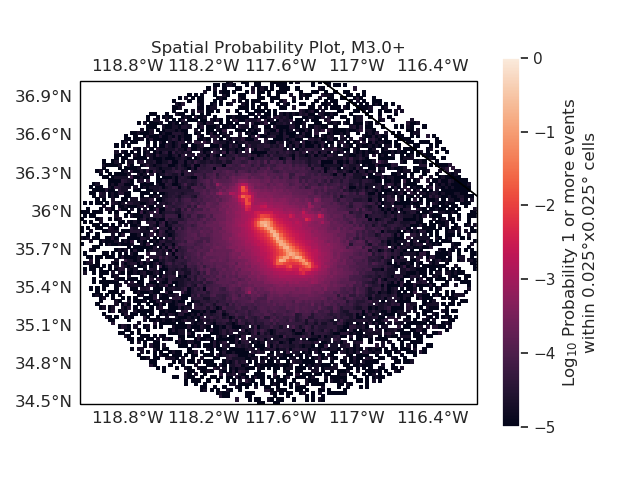 Spatial Probability Plot, M3.0+
118.8°W 118.2°W 117.6°W 117°W 116.4°W
36.9°N
36.6°N
36.3°N
36°N
35.7°N
35.4°N
35.1°N
34.8°N
34.5°N
118.8°W 118.2°W 117.6°W 117°W 116.4°W
0
−1
−2
−3
−4
−5
Log₁₀ Probability 1 or more events
within 0.025°x0.025° cells